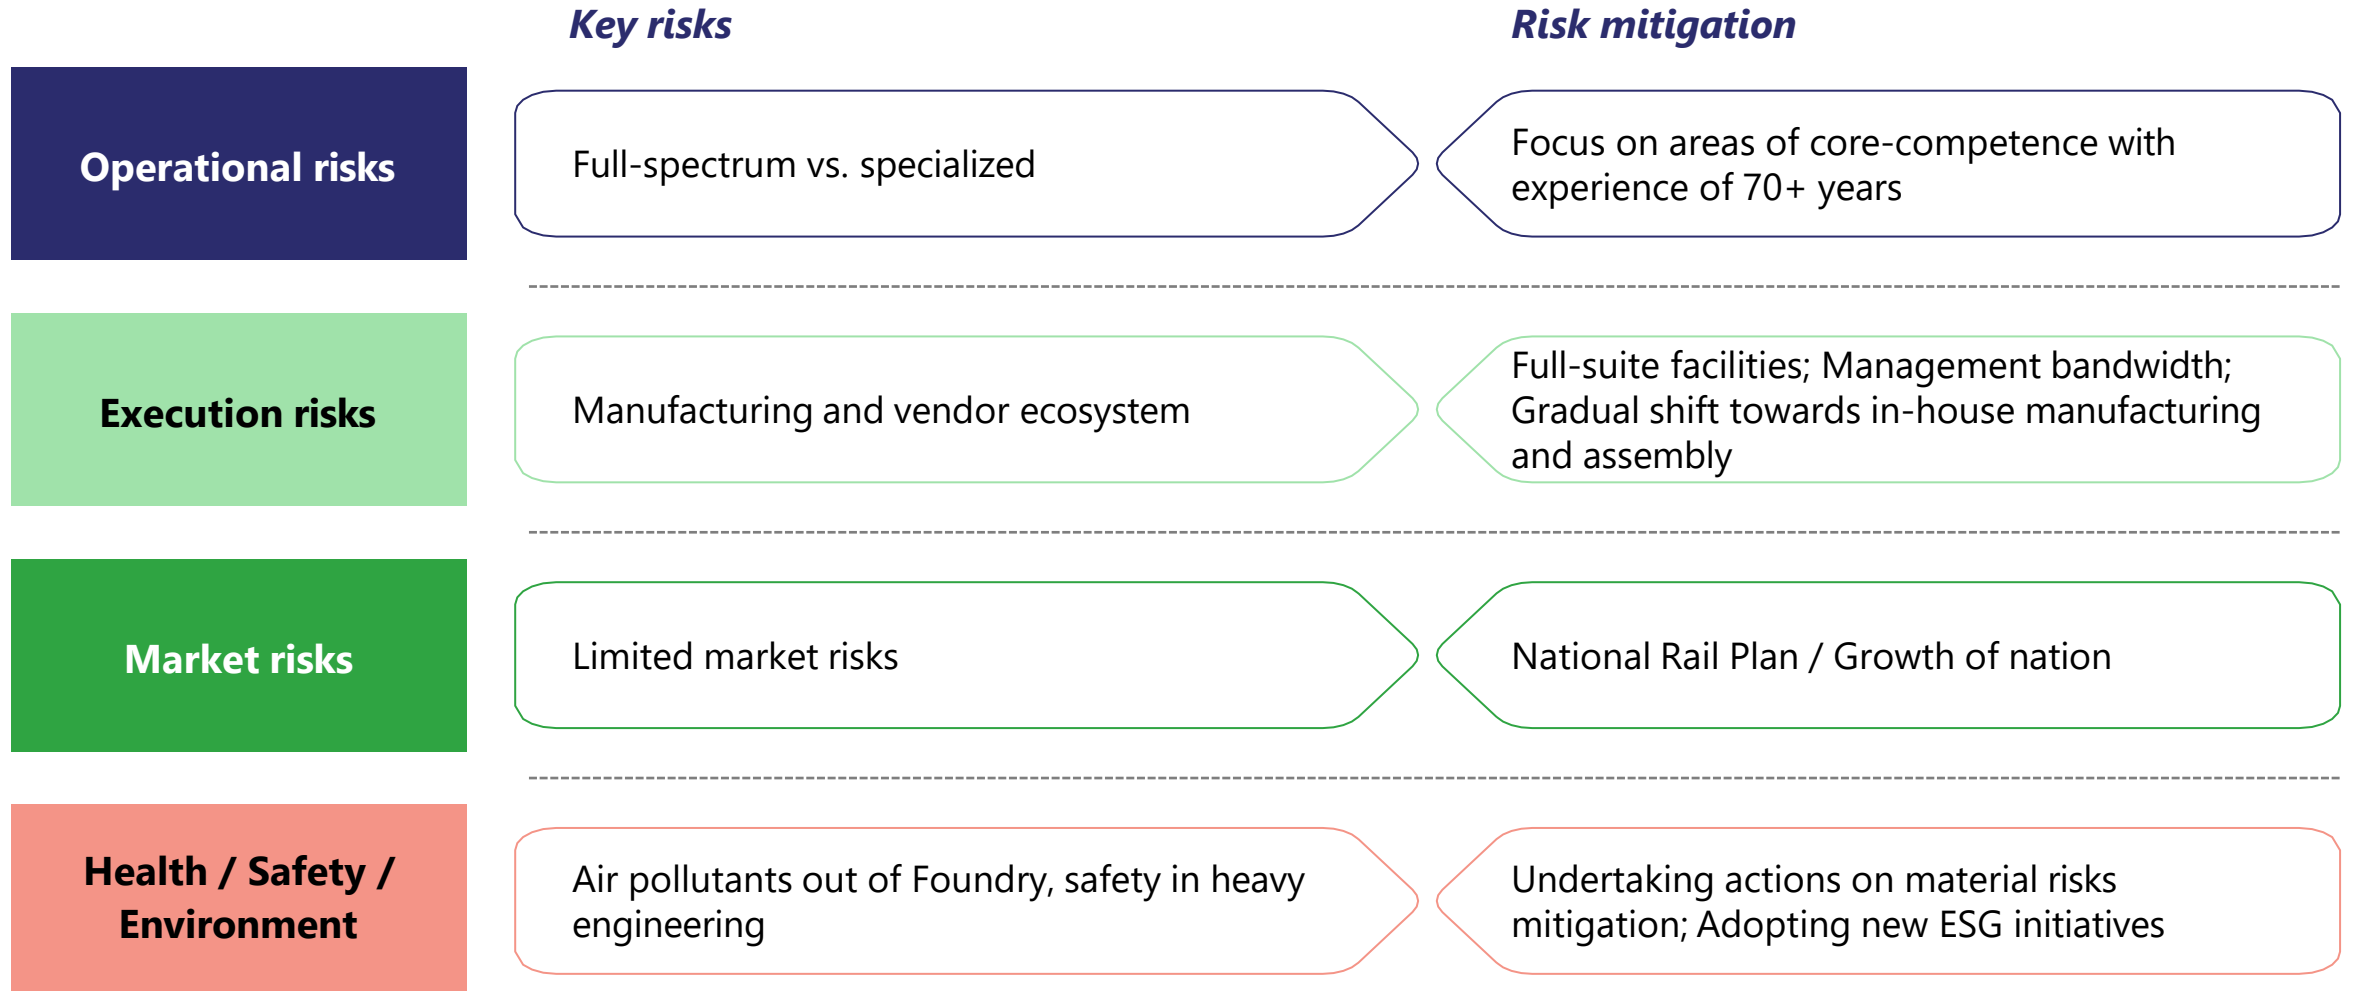 Key risks
Risk mitigation
Operational risks
Full-spectrum vs. specialized
Focus on areas of core-competence with
experience of 70+ years
Execution risks
Manufacturing and vendor ecosystem
Full-suite facilities; Management bandwidth;
Gradual shift towards in-house manufacturing
and assembly
Market risks
Limited market risks
National Rail Plan / Growth of nation
Health / Safety /
Environment
Air pollutants out of Foundry, safety in heavy
engineering
Undertaking actions on material risks
mitigation; Adopting new ESG initiatives